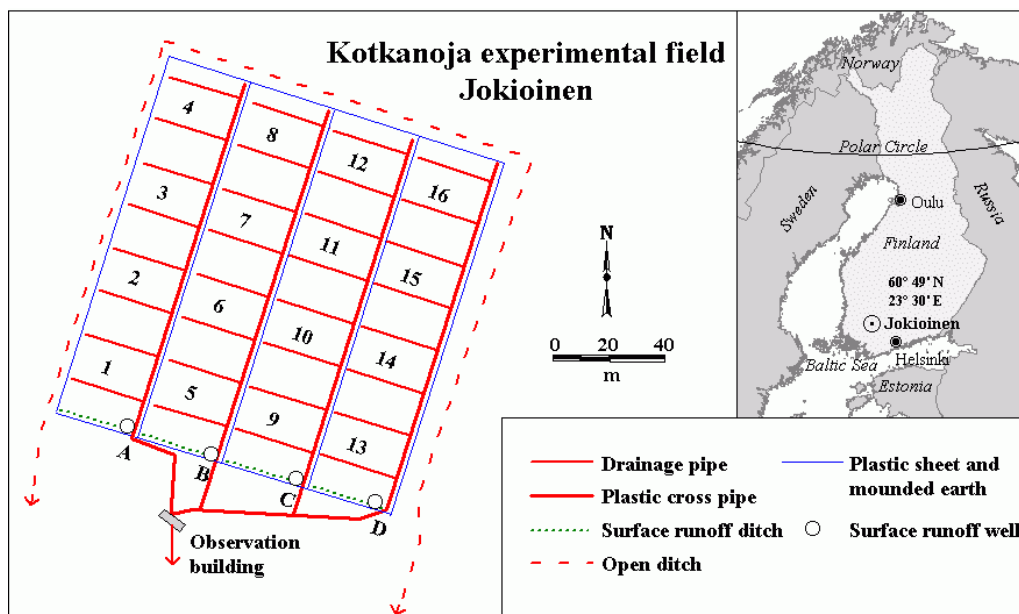 Kotkanoja experimental field
Jokioinen
4
8
12
16
3
7
11
15
2
6
10
14
1
5
9
13
A
B
C
D
Observation
building
N
0 20 40
m
Norway
Polar Circle
Sweden
Russia
Oulu
Finland
60° 49' N
23° 30' E
Jokioinen
Helsinki
Baltic Sea
Estonia
Drainage pipe
Plastic cross pipe
Surface runoff ditch
Open ditch
Plastic sheet and
mounded earth
Surface runoff well